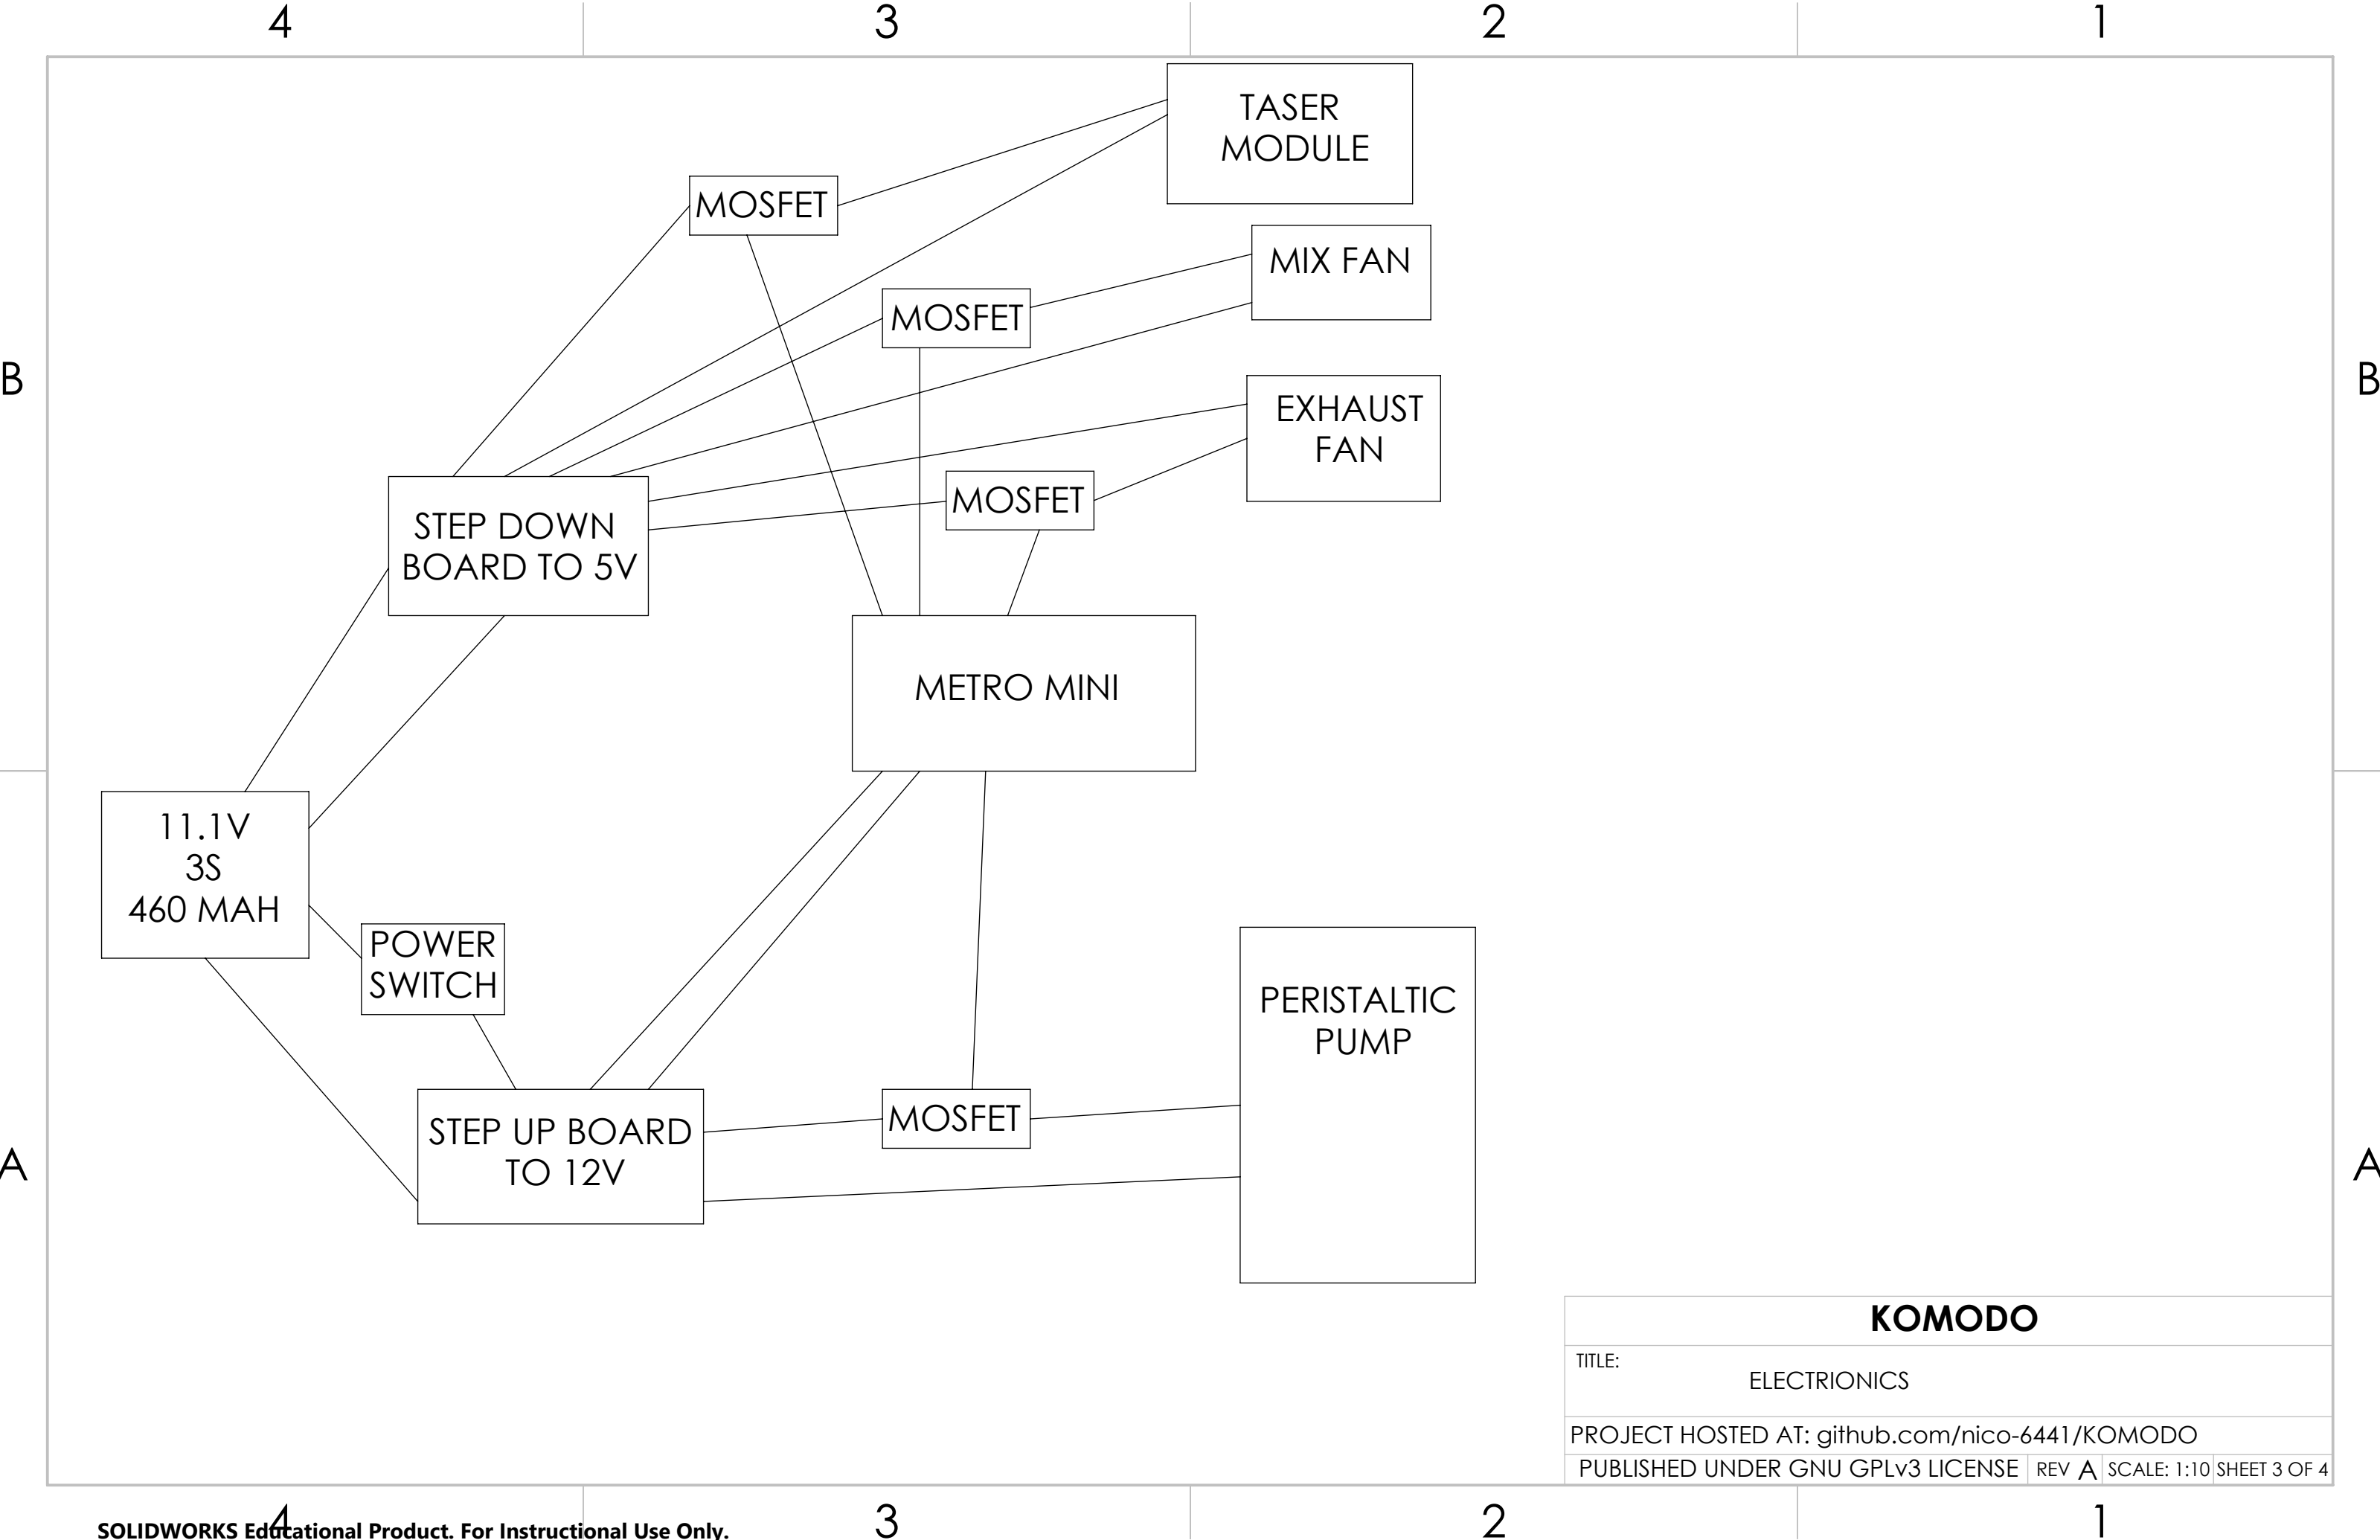 4 3 2 1
TASER
MODULE
MOSFET
MIX FAN
MOSFET
B
B
EXHAUST
FAN
MOSFET
STEP DOWN
BOARD TO 5V
METRO MINI
11.1V
3S
460 MAH
POWER
SWITCH
PERISTALTIC
PUMP
MOSFET
STEP UP BOARD
TO 12V
A
A
KOMODO
TITLE:
ELECTRIONICS
PROJECT HOSTED AT: github.com/nico-6441/KOMODO
PUBLISHED UNDER GNU GPLv3 LICENSE REV A SCALE: 1:10 SHEET 3 OF 4
4 3 2 1
SOLIDWORKS Educational Product. For Instructional Use Only.